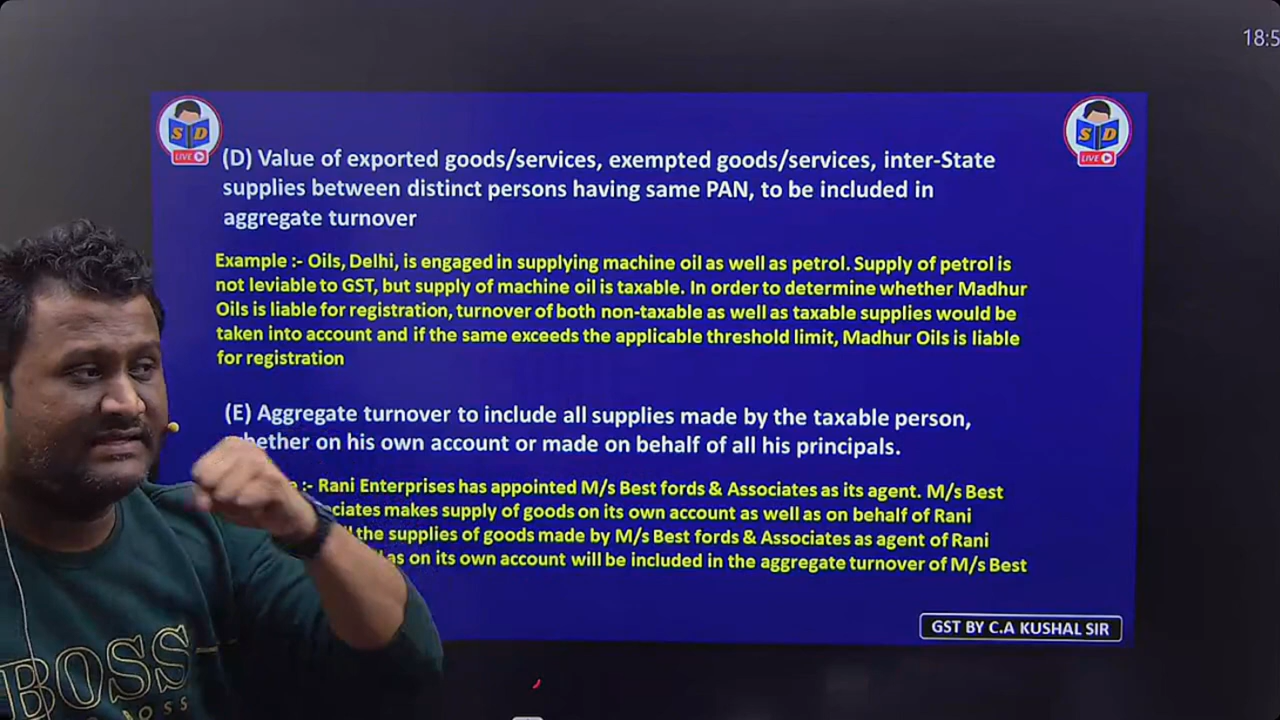 18:5
S D
LIVE
S D
LIVE
(D) Value of exported goods/services, exempted goods/services, inter-State
supplies between distinct persons having same PAN, to be included in
aggregate turnover
Example :- Oils, Delhi, is engaged in supplying machine oil as well as petrol. Supply of petrol is
not leviable to GST, but supply of machine oil is taxable. In order to determine whether Madhur
Oils is liable for registration, turnover of both non-taxable as well as taxable supplies would be
taken into account and if the same exceeds the applicable threshold limit, Madhur Oils is liable
for registration
(E) Aggregate turnover to include all supplies made by the taxable person,
on his own account or made on behalf of all his principals.
:- Rani Enterprises has appointed M/s Best fords & Associates as its agent. M/s Best
makes supply of goods on its own account as well as on behalf of Rani
the supplies of goods made by M/s Best fords & Associates as agent of Rani
as on its own account will be included in the aggregate turnover of M/s Best
GST BY C.A KUSHAL SIR
BOSS